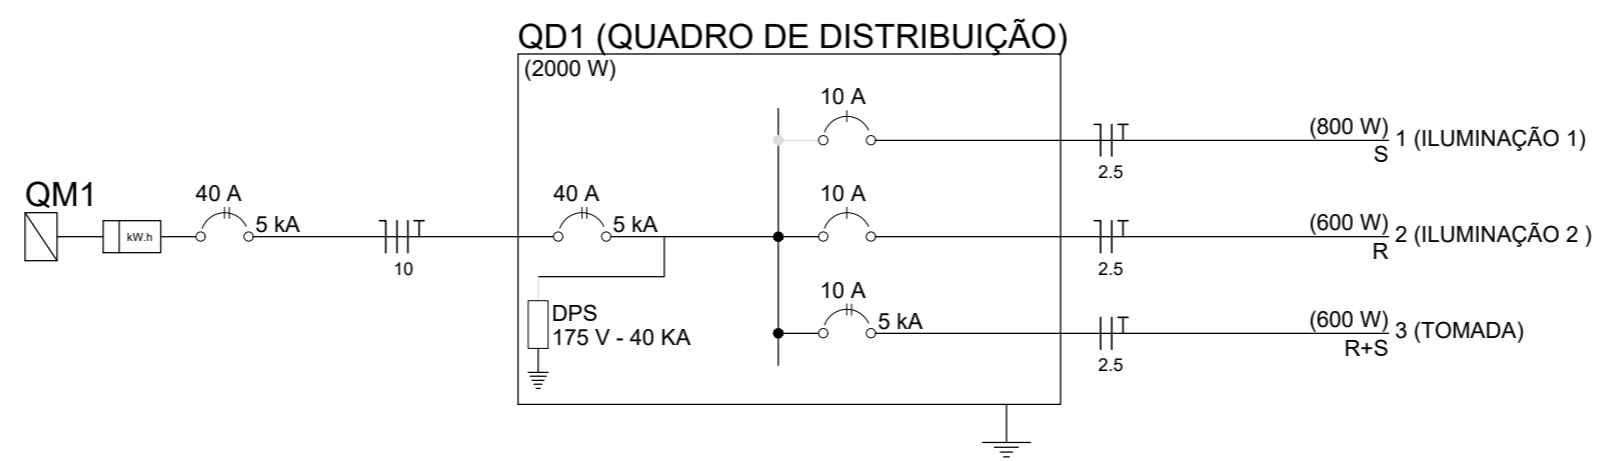 QD1 (QUADRO DE DISTRIBUIÇÃO)
(2000 W)
10 A
(800 W)
1 (ILUMINAÇÃO 1)
S
T
2.5
QM1
kW.h
40 A
5 kA
T
10
40 A
5 kA
10 A
(600 W)
2 (ILUMINAÇÃO 2 )
R
T
2.5
DPS
175 V - 40 KA
10 A
5 kA
(600 W)
3 (TOMADA)
R+S
T
2.5